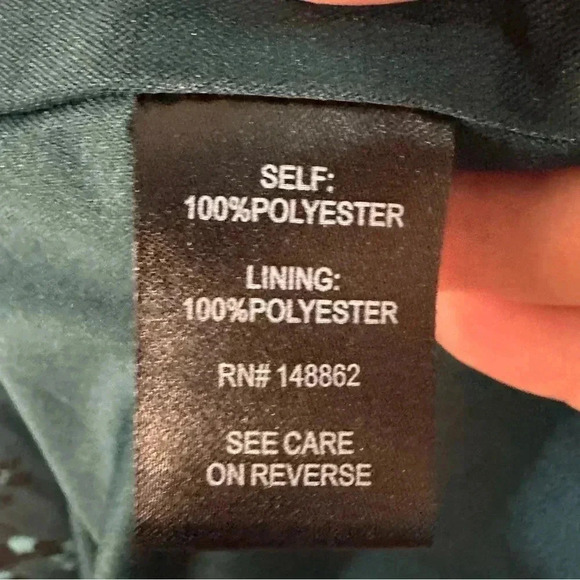 SELF:
100%POLYESTER
LINING:
100%POLYESTER
RN# 148862
SEE CARE
ON REVERSE